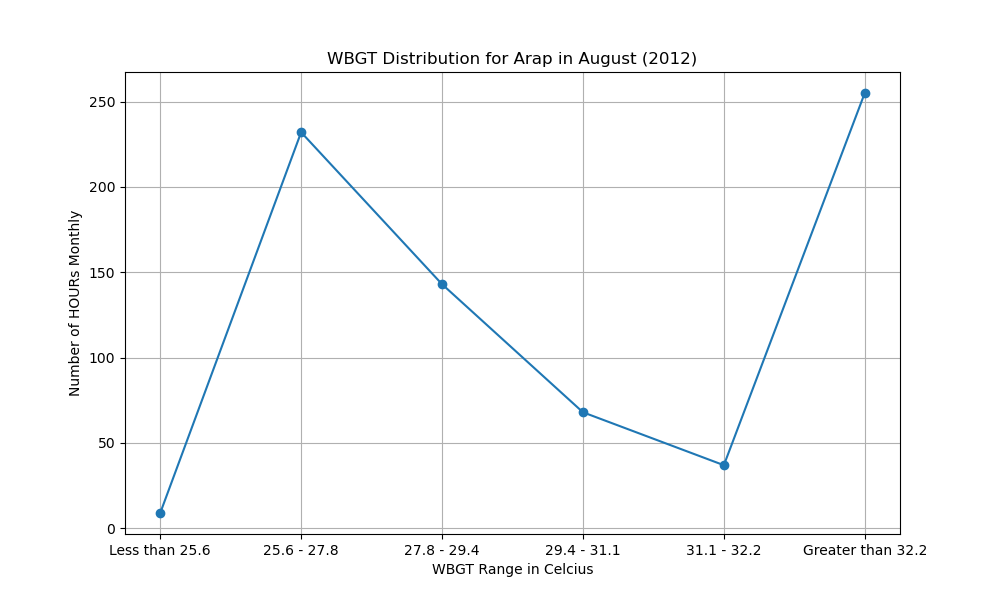 WBGT Distribution for Arap in August (2012)
Number of HOURs Monthly
250
200
150
100
50
0
Less than 25.6 25.6 - 27.8 27.8 - 29.4 29.4 - 31.1 31.1 - 32.2 Greater than 32.2
WBGT Range in Celcius